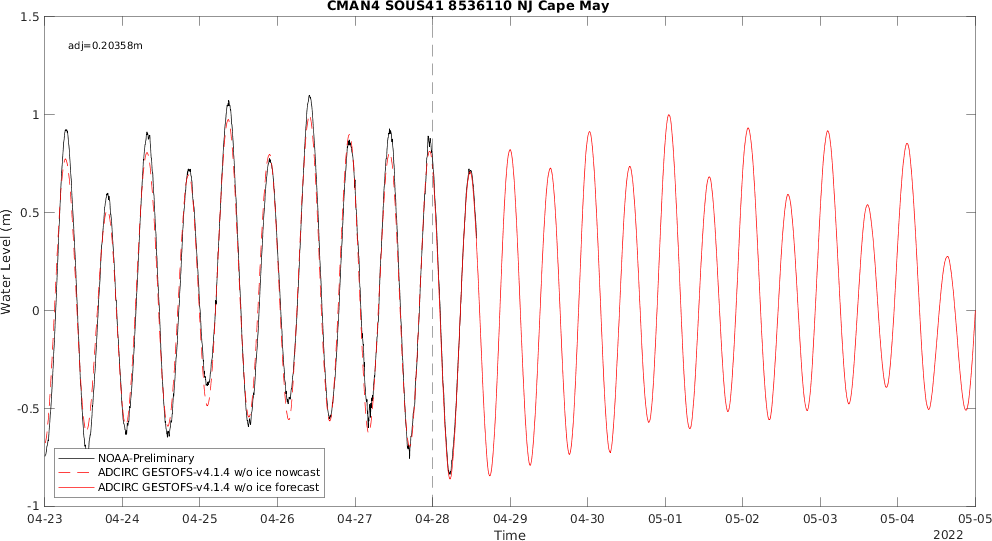 CMAN4 SOUS41 8536110 NJ Cape May
adj=0.20358m
1.5
1
0.5
0
-0.5
-1
Water Level (m)
NOAA-Preliminary
ADCIRC GESTOFS-v4.1.4 w/o ice nowcast
ADCIRC GESTOFS-v4.1.4 w/o ice forecast
04-23 04-24 04-25 04-26 04-27 04-28 04-29 04-30 05-01 05-02 05-03 05-04 05-05
Time
2022